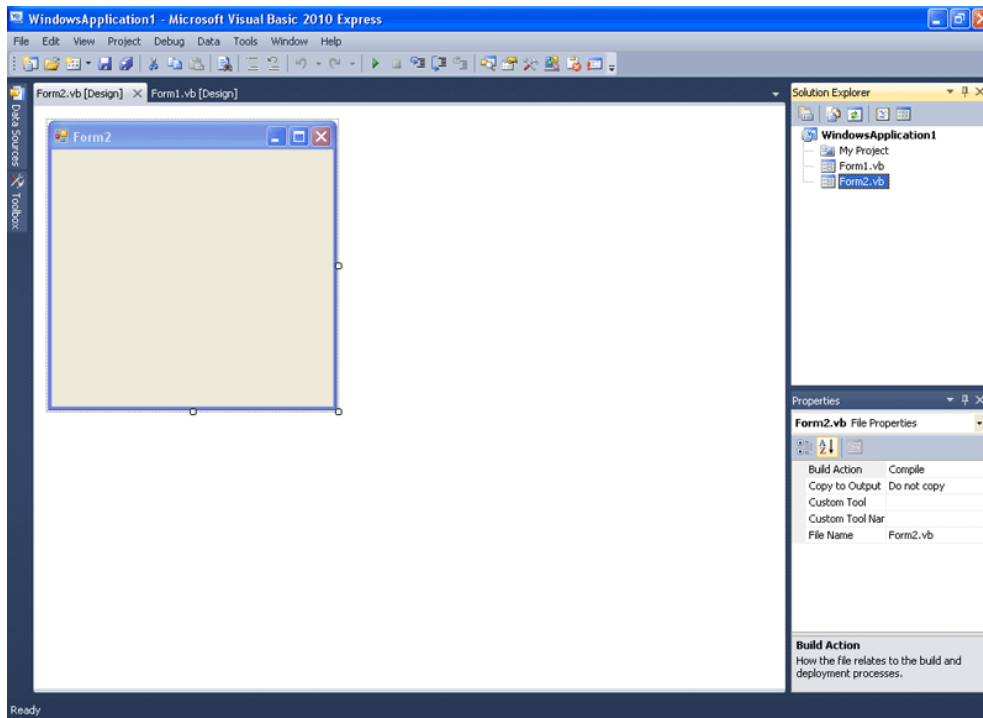 WindowsApplication1 - Microsoft Visual Basic 2010 Express
File Edit View Project Debug Data Tools Window Help
Form2.vb [Design] Form1.vb [Design]
Data Sources
Toolbox
Form2
Solution Explorer
WindowsApplication1
My Project
Form1.vb
Form2.vb
Properties
Form2.vb File Properties
Build Action Compile
Copy to Output Do not copy
Custom Tool
Custom Tool Nar
File Name Form2.vb
Build Action
How the file relates to the build and
deployment processes.
Ready